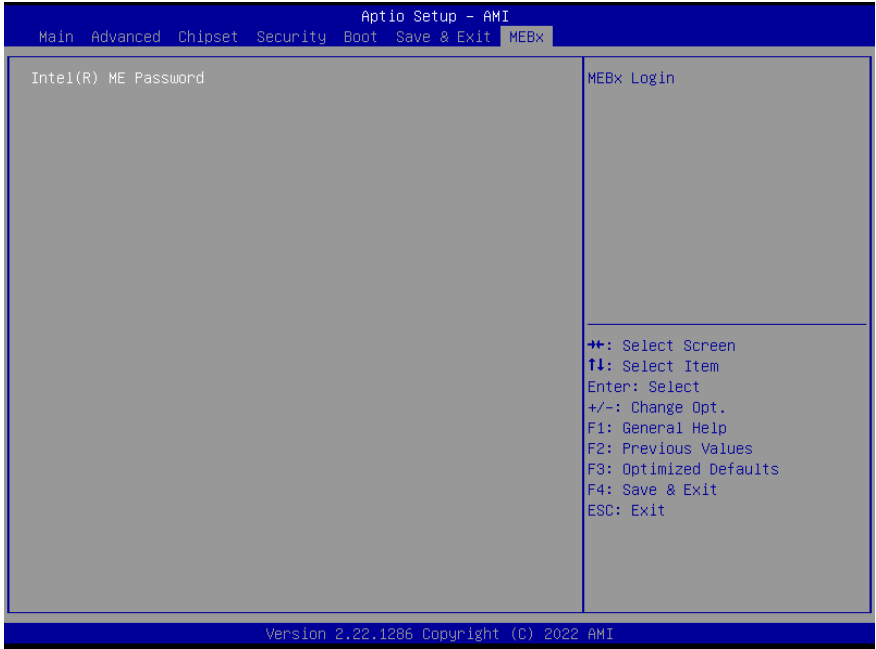 Aptio Setup – AMI
Main Advanced Chipset Security Boot Save & Exit MEBx
Intel(R) ME Password
MEBx Login
→←: Select Screen
↑↓: Select Item
Enter: Select
+/-: Change Opt.
F1: General Help
F2: Previous Values
F3: Optimized Defaults
F4: Save & Exit
ESC: Exit
Version 2.22.1286 Copyright (C) 2022 AMI